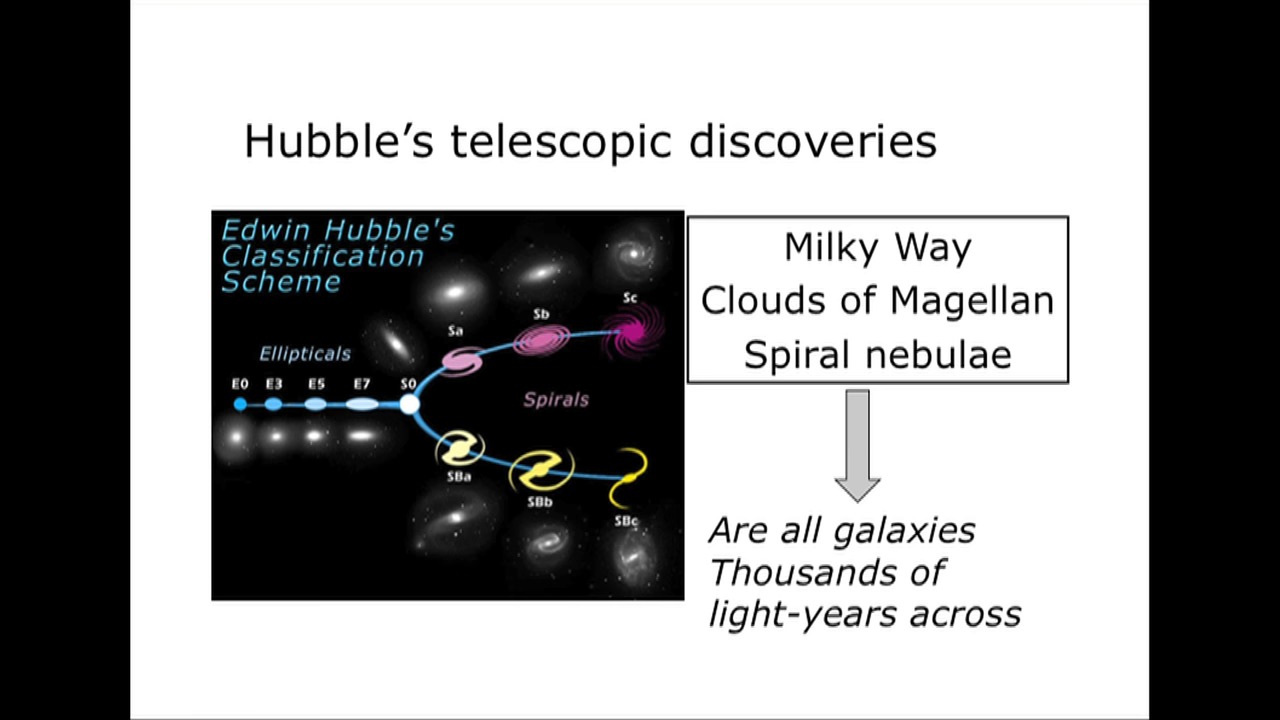 Hubble’s telescopic discoveries
Edwin Hubble's
Classification
Scheme
Sc
Sb
Sa
Ellipticals
E0 E3 E5 E7 S0
Spirals
SBa
SBb
SBc
Milky Way
Clouds of Magellan
Spiral nebulae
Are all galaxies
Thousands of
light-years across